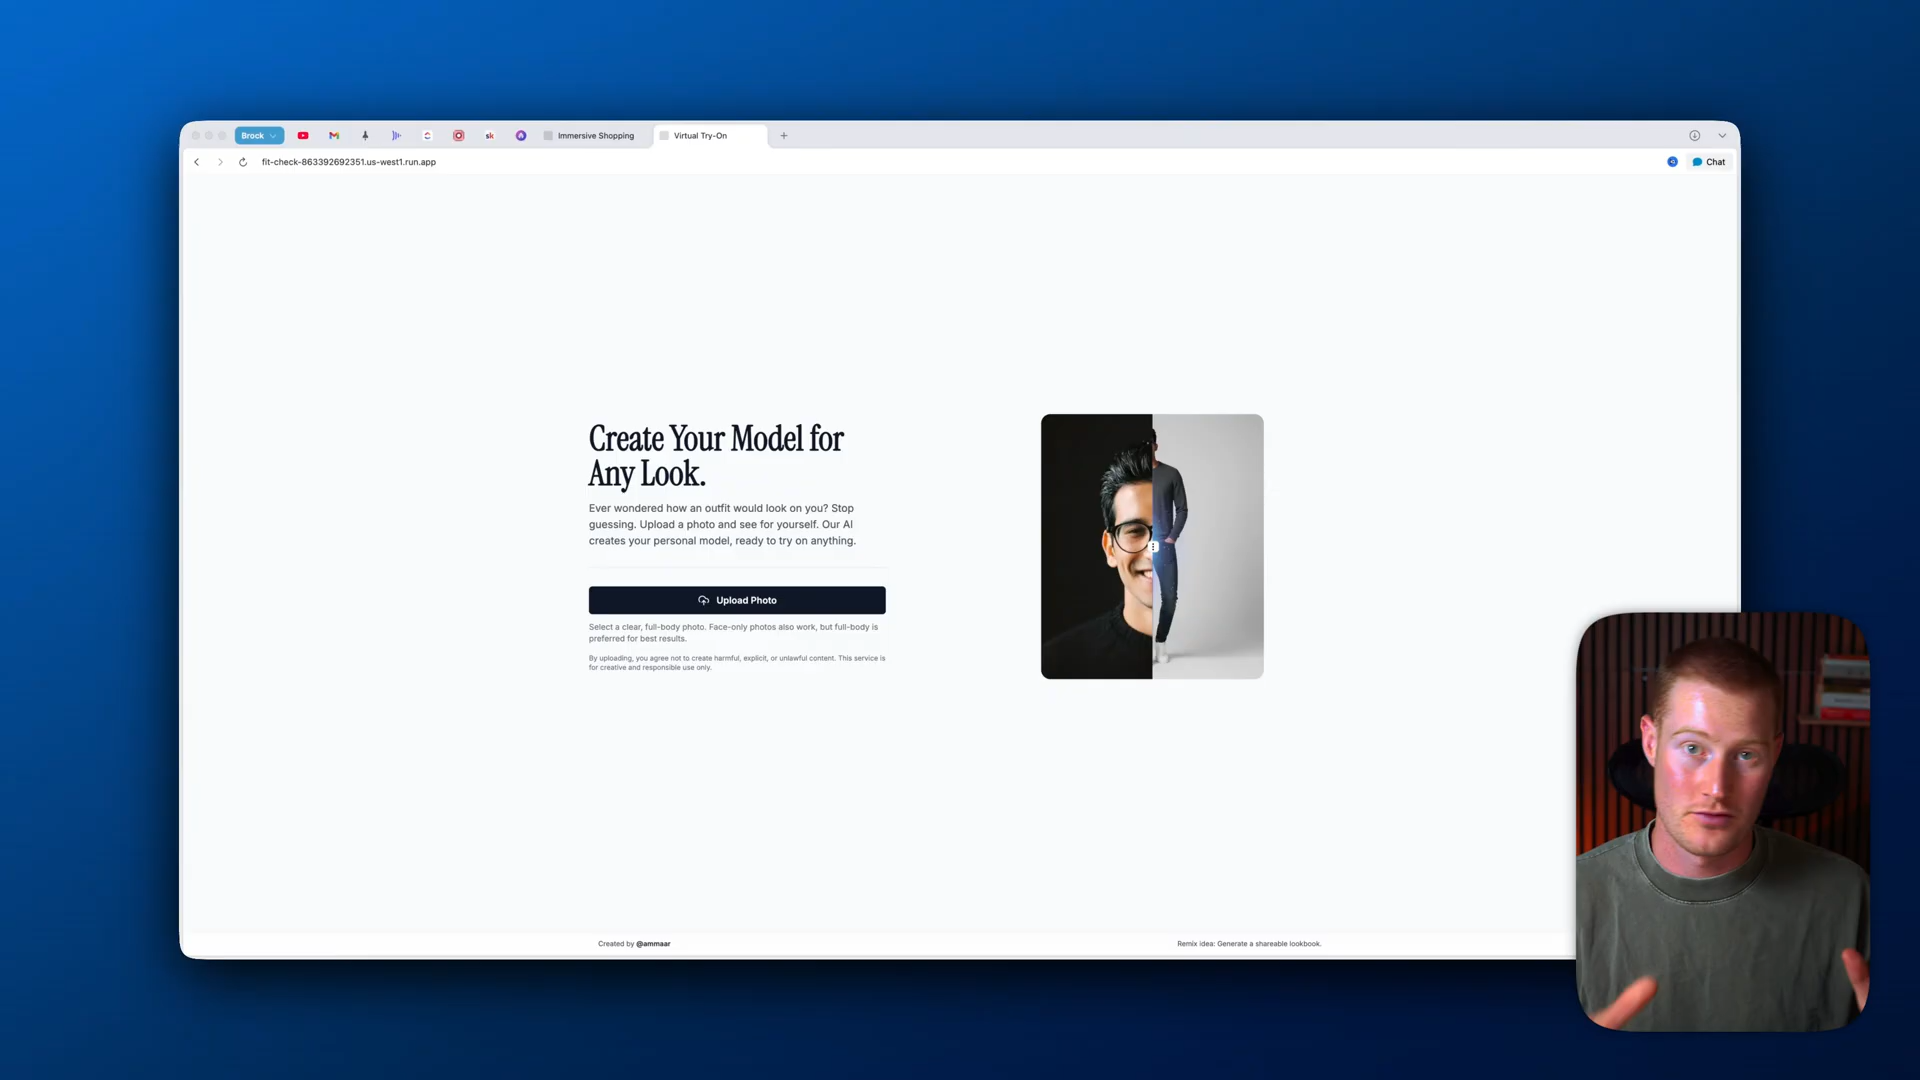 Brock
sk
Immersive Shopping
Virtual Try-On
fit-check-863392692351.us-west1.run.app
Chat
Create Your Model for
Any Look.
Ever wondered how an outfit would look on you? Stop
guessing. Upload a photo and see for yourself. Our AI
creates your personal model, ready to try on anything.
Upload Photo
Select a clear, full-body photo. Face-only photos also work, but full-body is
preferred for best results.
By uploading, you agree not to create harmful, explicit, or unlawful content. This service is
for creative and responsible use only.
Created by @ammaar
Remix idea: Generate a shareable lookbook.